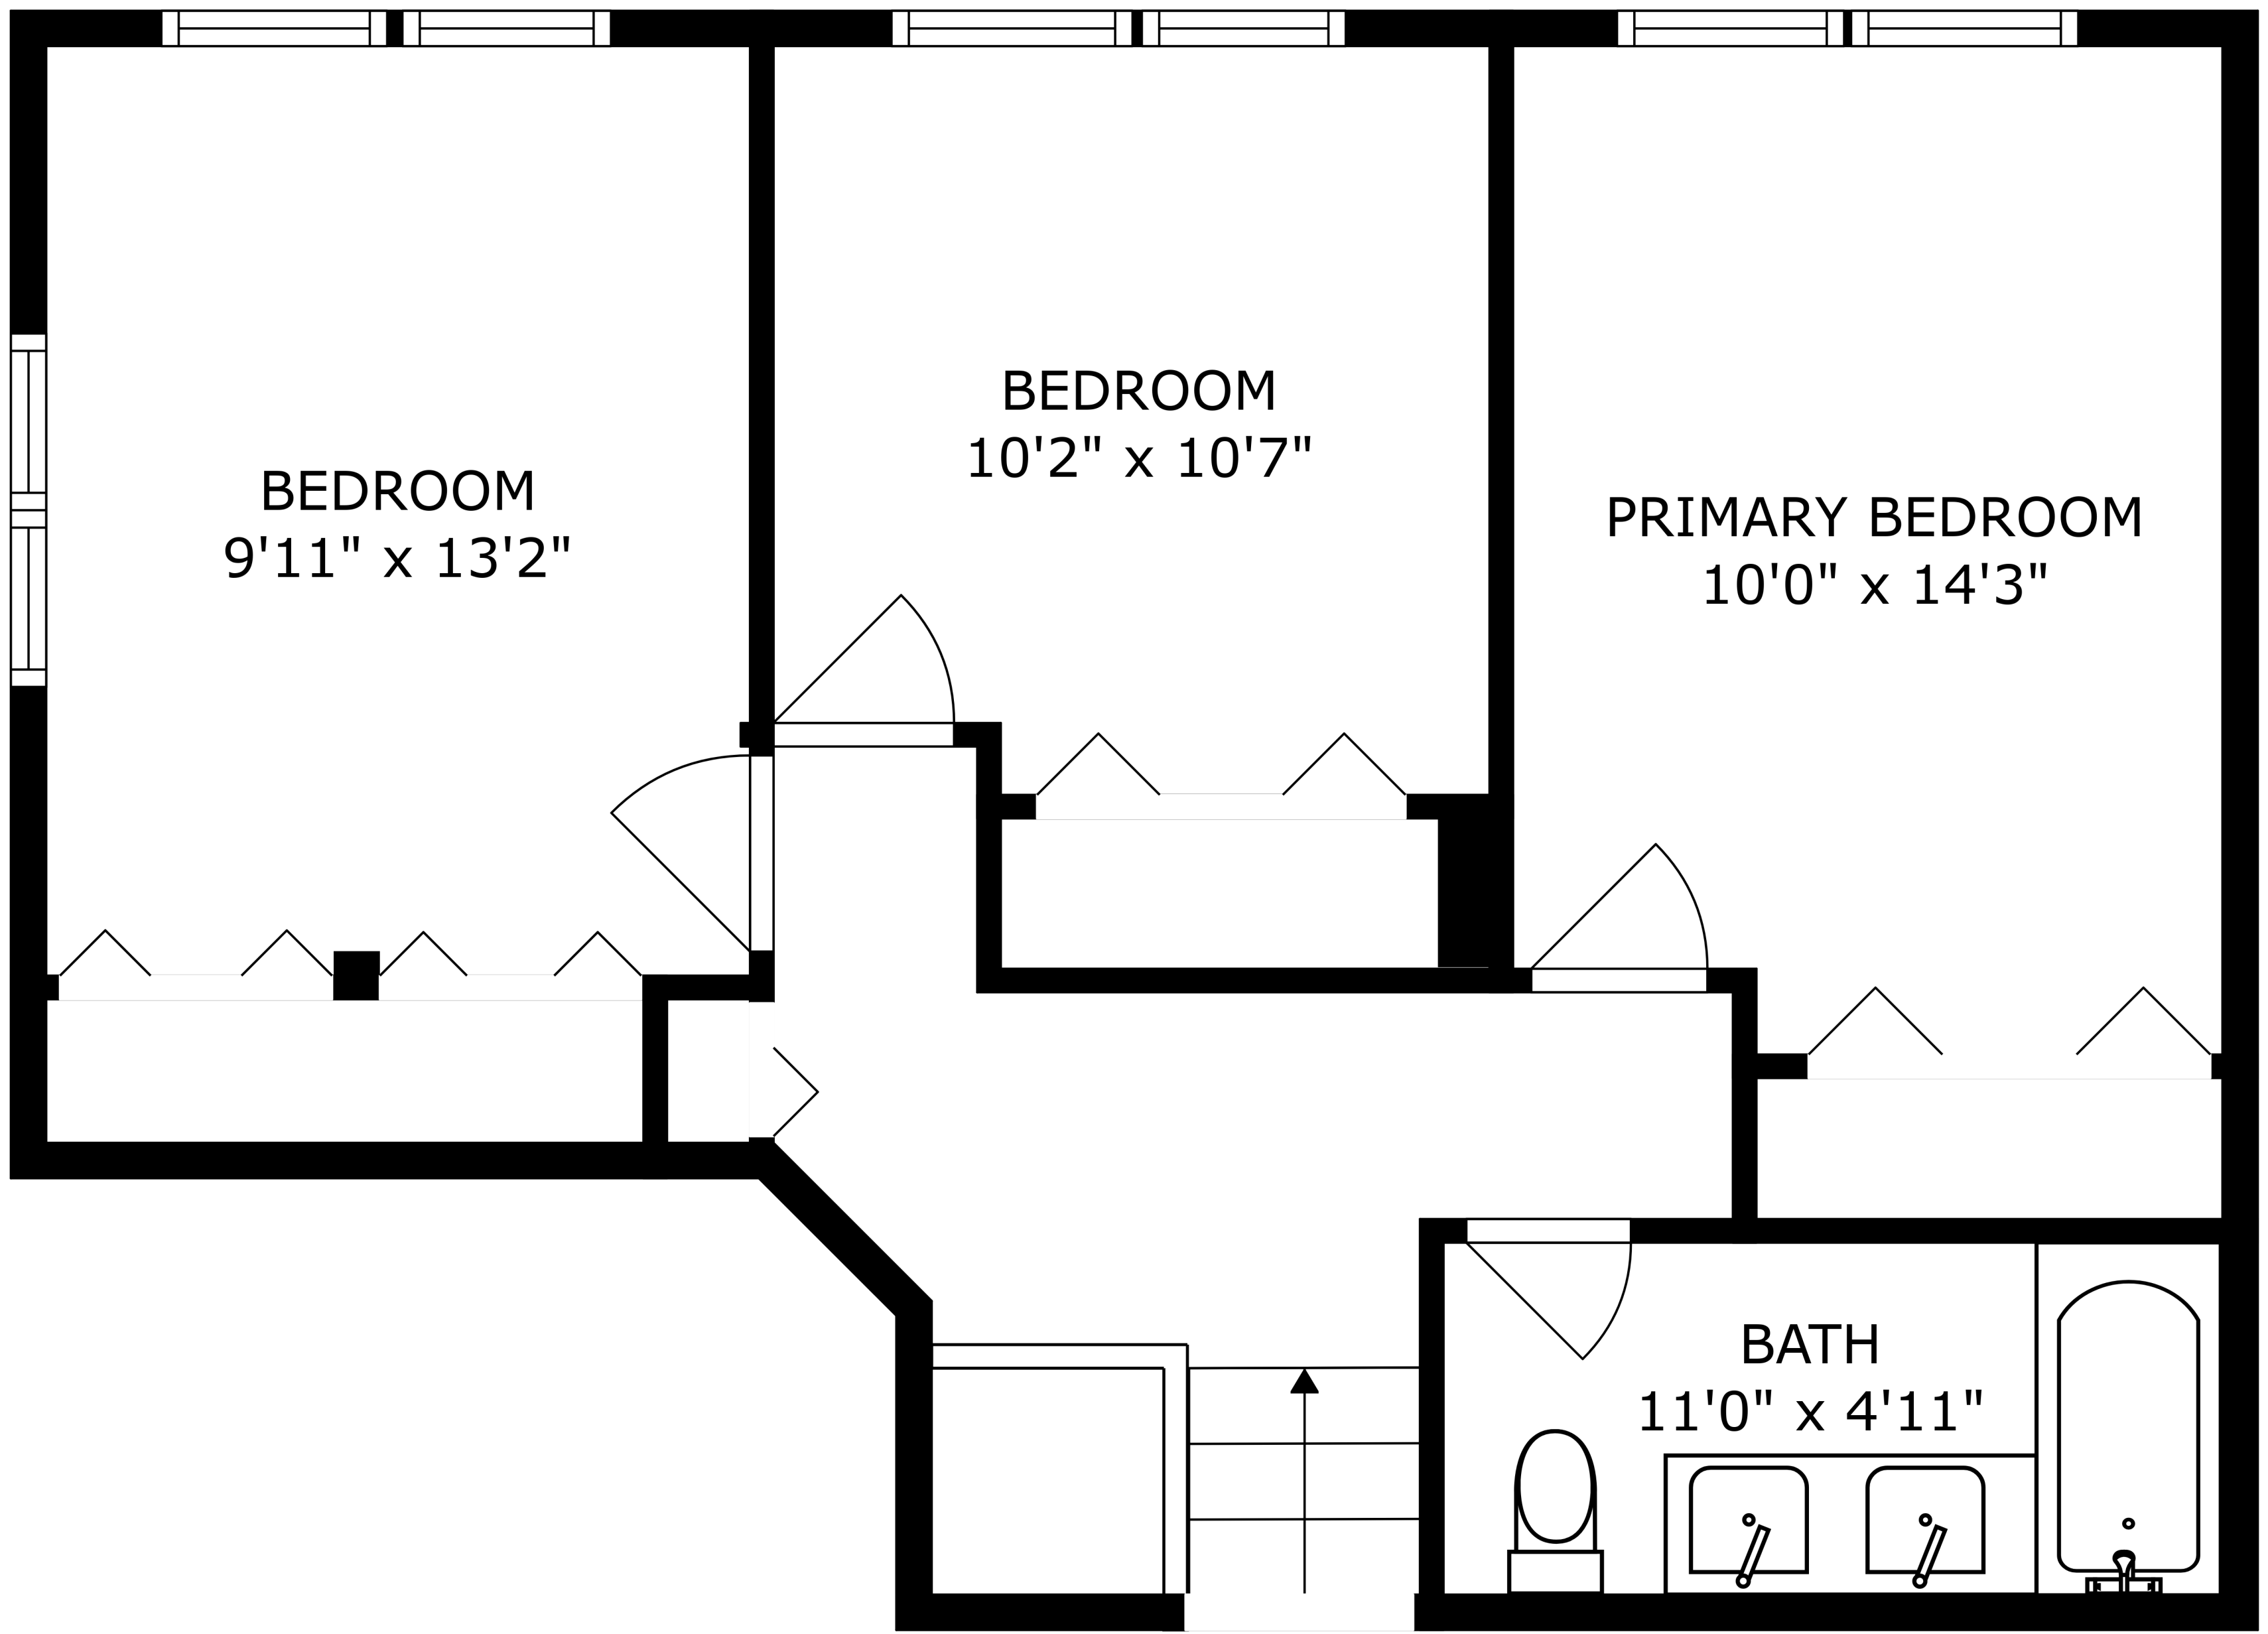 BEDROOM
9'11" x 13'2"
BEDROOM
10'2" x 10'7"
PRIMARY BEDROOM
10'0" x 14'3"
BATH
11'0" x 4'11"